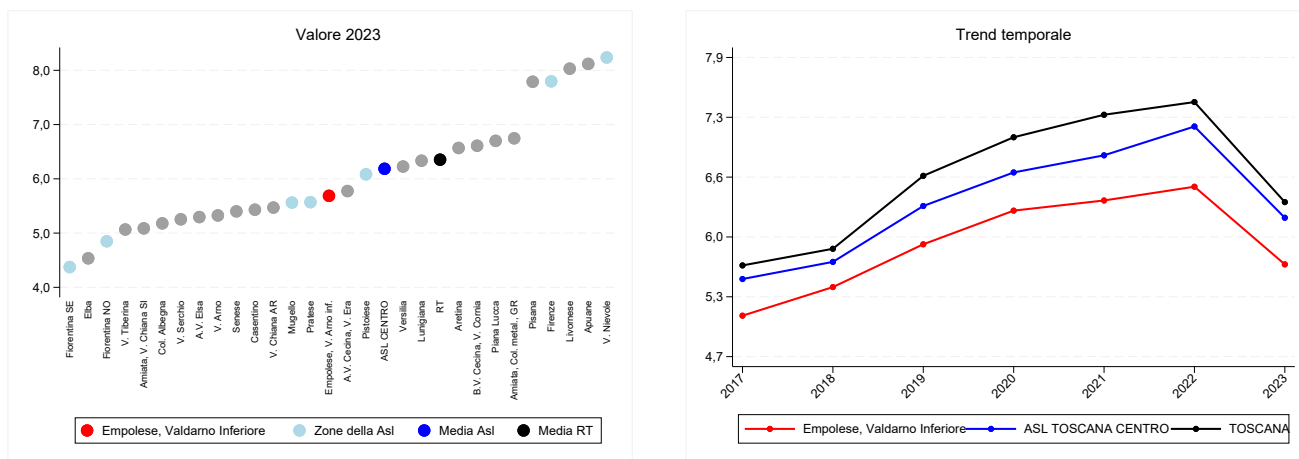 Valore 2023
8,0
7,0
6,0
5,0
4,0
Fiorentina SE
Elba
Fiorentina NO
V. Tiberina
Amiata, V. Chiana SI
Col. Albegna
V. Serchio
A.V. Elsa
V. Arno
Senese
Casentino
V. Chiana AR
Mugello
Pratese
Empolese, V. Arno inf.
A.V. Cecina, V. Era
Pistoiese
ASL CENTRO
Versilia
Lunigiana
RT
Aretina
B.V. Cecina, V. Cornia
Piana Lucca
Amiata, Col. metal., GR
Pisana
Firenze
Livornese
Apuane
V. Nievole
Empolese, Valdarno Inferiore
Zone della Asl
Media Asl
Media RT
Trend temporale
7,9
7,3
6,6
6,0
5,3
4,7
2017
2018
2019
2020
2021
2022
2023
Empolese, Valdarno Inferiore
ASL TOSCANA CENTRO
TOSCANA